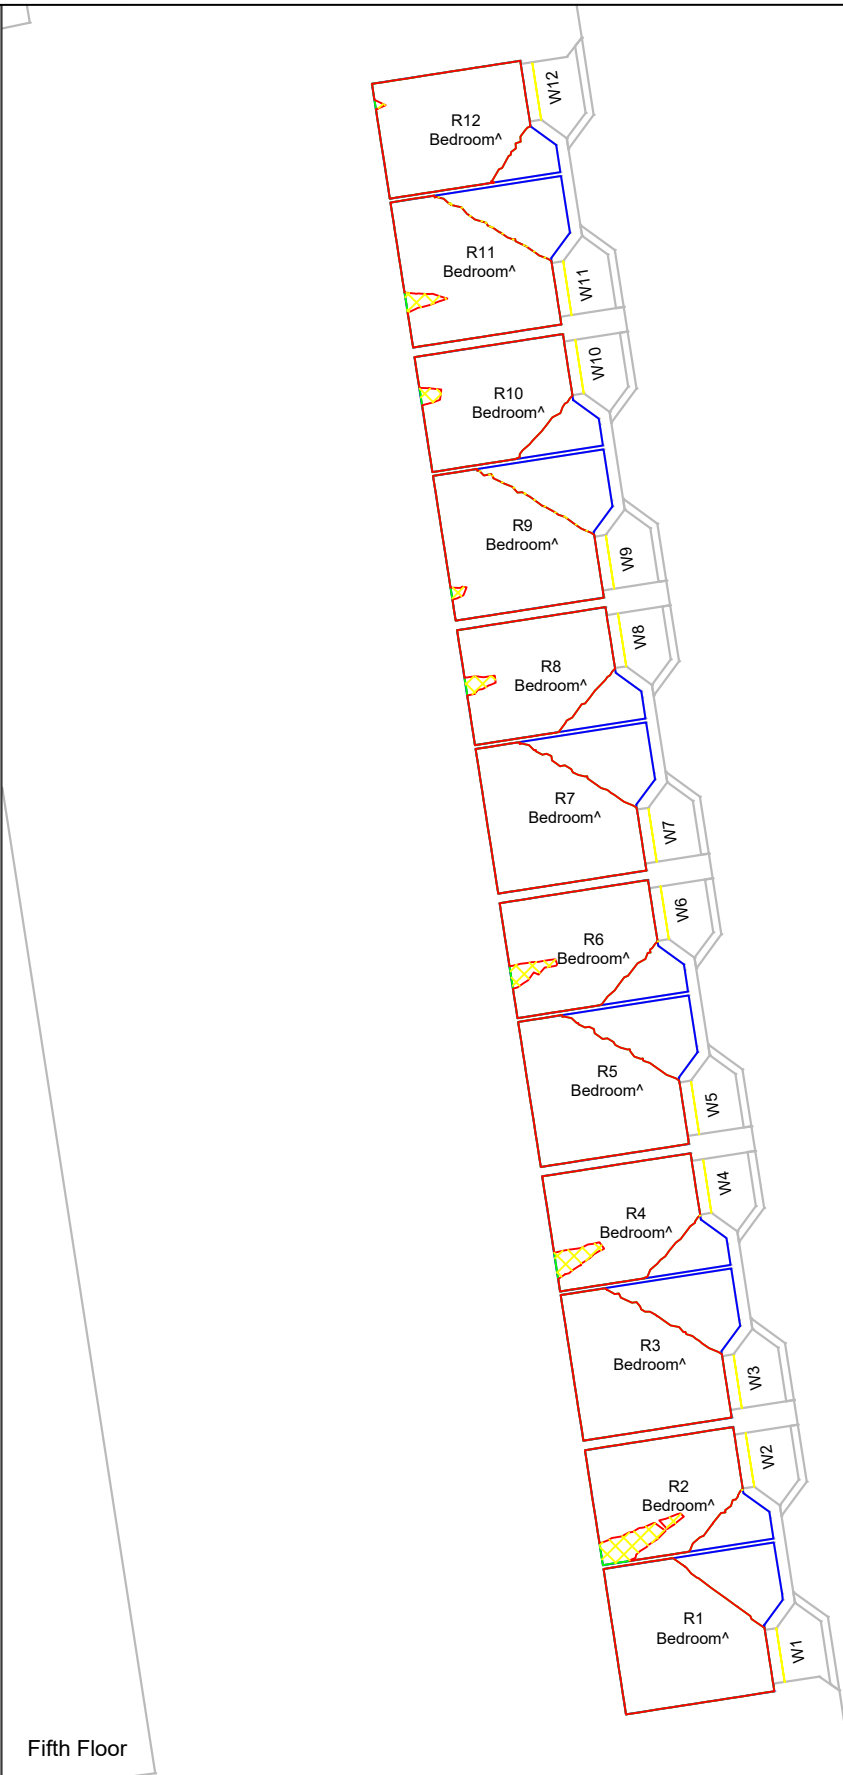 W12
R12
Bedroom^
R11
Bedroom^
W11
W10
R10
Bedroom^
R9
Bedroom^
W9
W8
R8
Bedroom^
R7
Bedroom^
W7
W6
R6
Bedroom^
R5
Bedroom^
W5
W4
R4
Bedroom^
R3
Bedroom^
W3
W2
R2
Bedroom^
R1
Bedroom^
W1
Fifth Floor